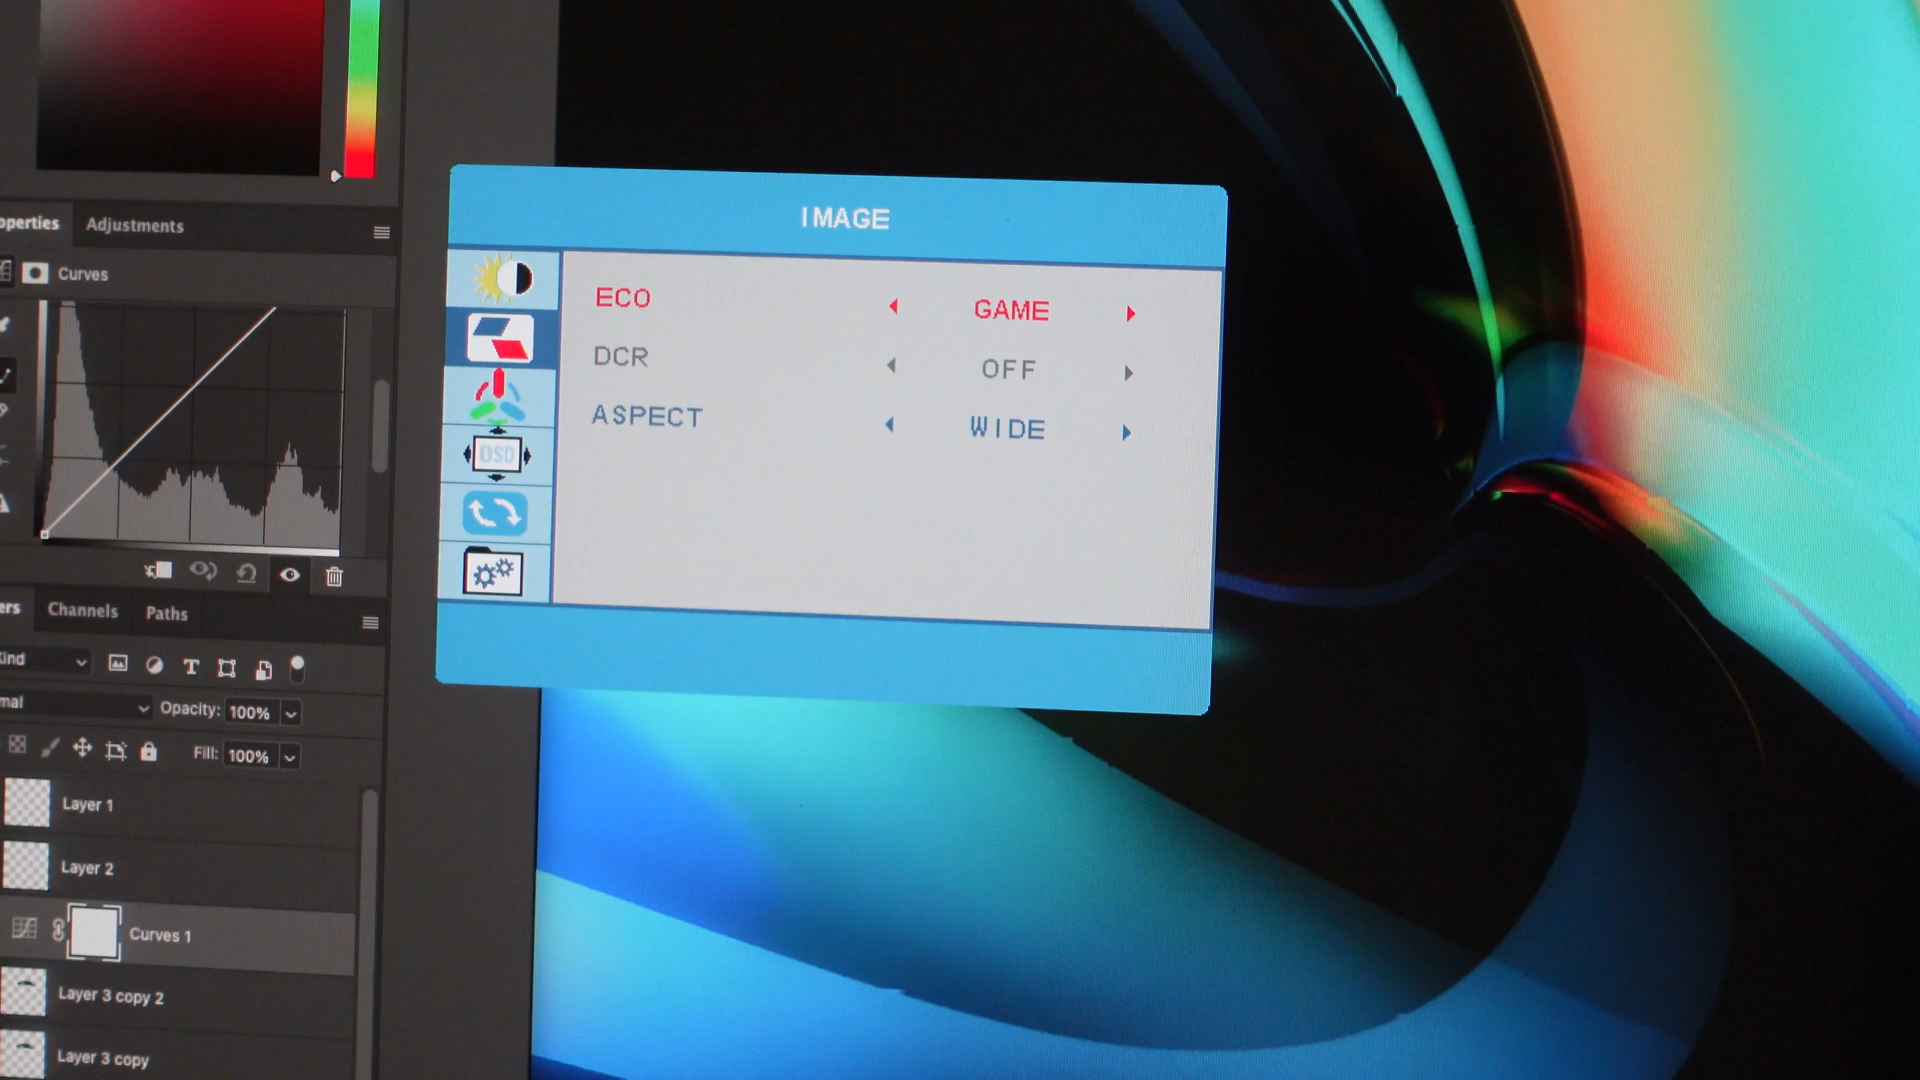 operties Adjustments
Curves
IMAGE
ECO GAME
DCR OFF
ASPECT WIDE
OSD
ers Channels Paths
Kind
T
mal Opacity: 100%
Fill: 100%
Layer 1
Layer 2
Curves 1
Layer 3 copy 2
Layer 3 copy